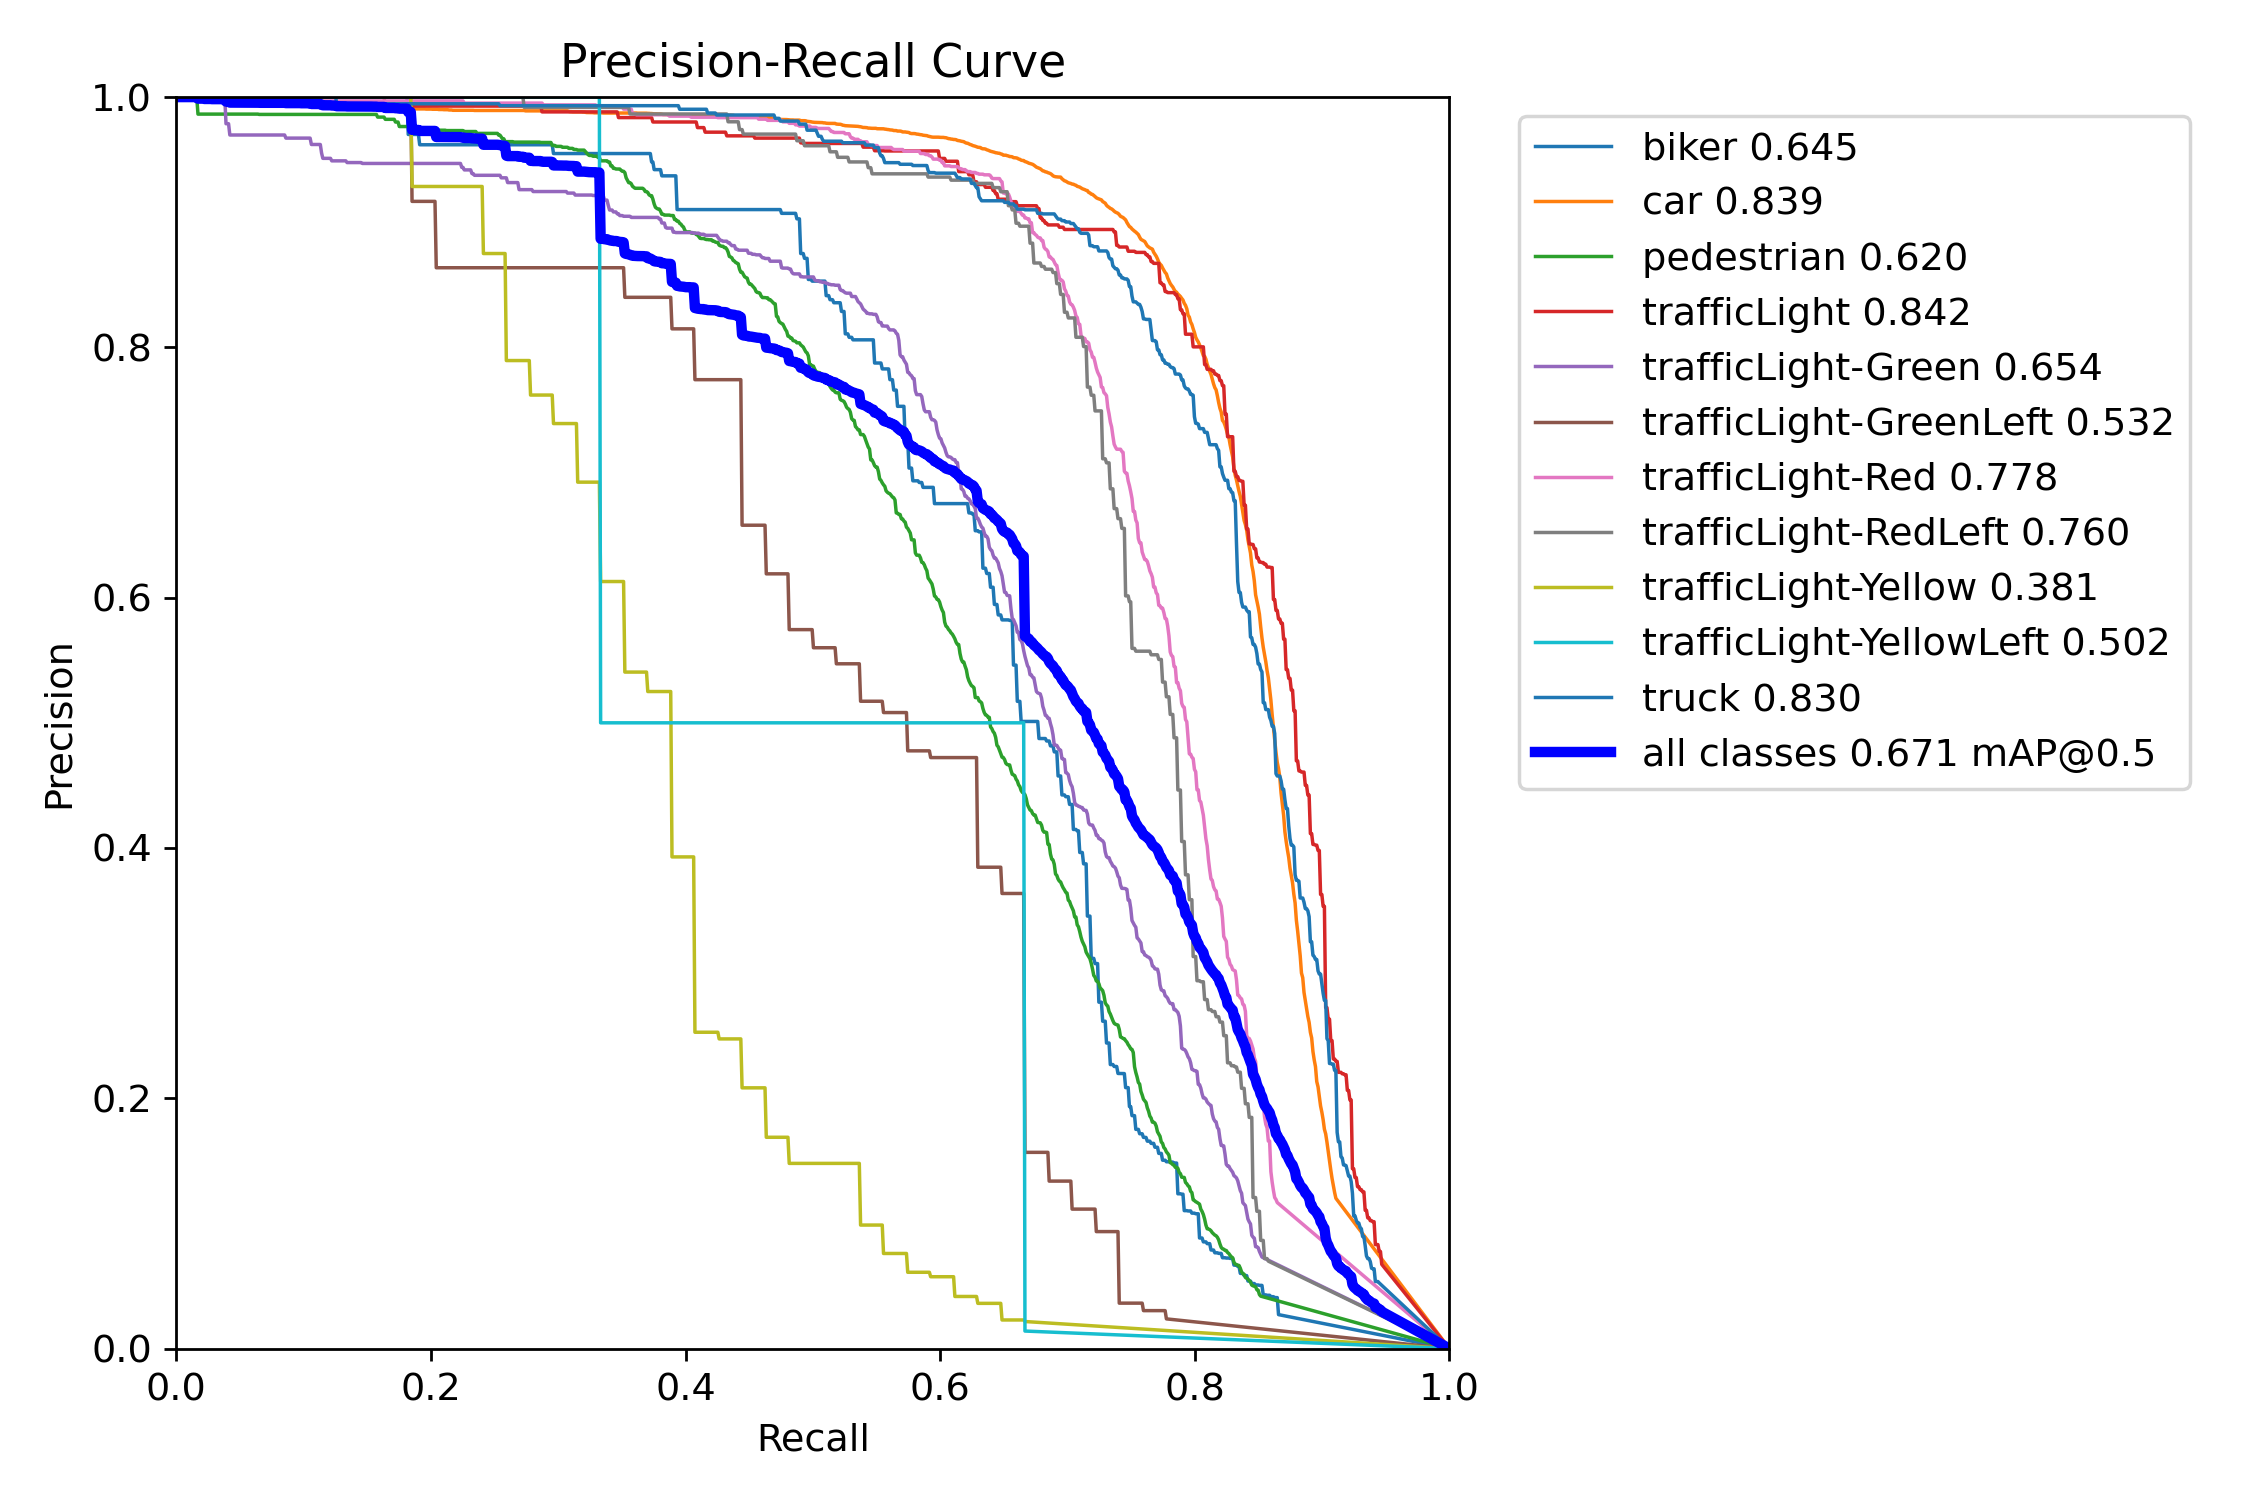 Precision-Recall Curve
1.0
0.8
0.6
0.4
0.2
0.0
Precision
0.0 0.2 0.4 0.6 0.8 1.0
Recall
biker 0.645
car 0.839
pedestrian 0.620
trafficLight 0.842
trafficLight-Green 0.654
trafficLight-GreenLeft 0.532
trafficLight-Red 0.778
trafficLight-RedLeft 0.760
trafficLight-Yellow 0.381
trafficLight-YellowLeft 0.502
truck 0.830
all classes 0.671 mAP@0.5